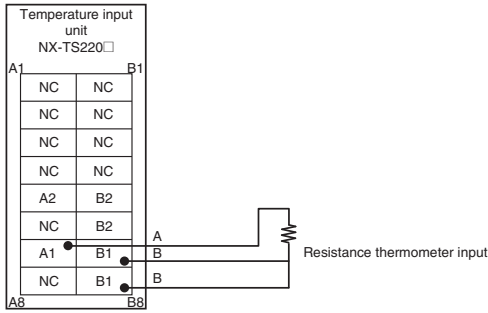 Temperature input
unit
NX-TS220□
A1 B1
NC NC
NC NC
NC NC
NC NC
A2 B2
NC B2
A
A1 B1 B
Resistance thermometer input
NC B1 B
A8 B8